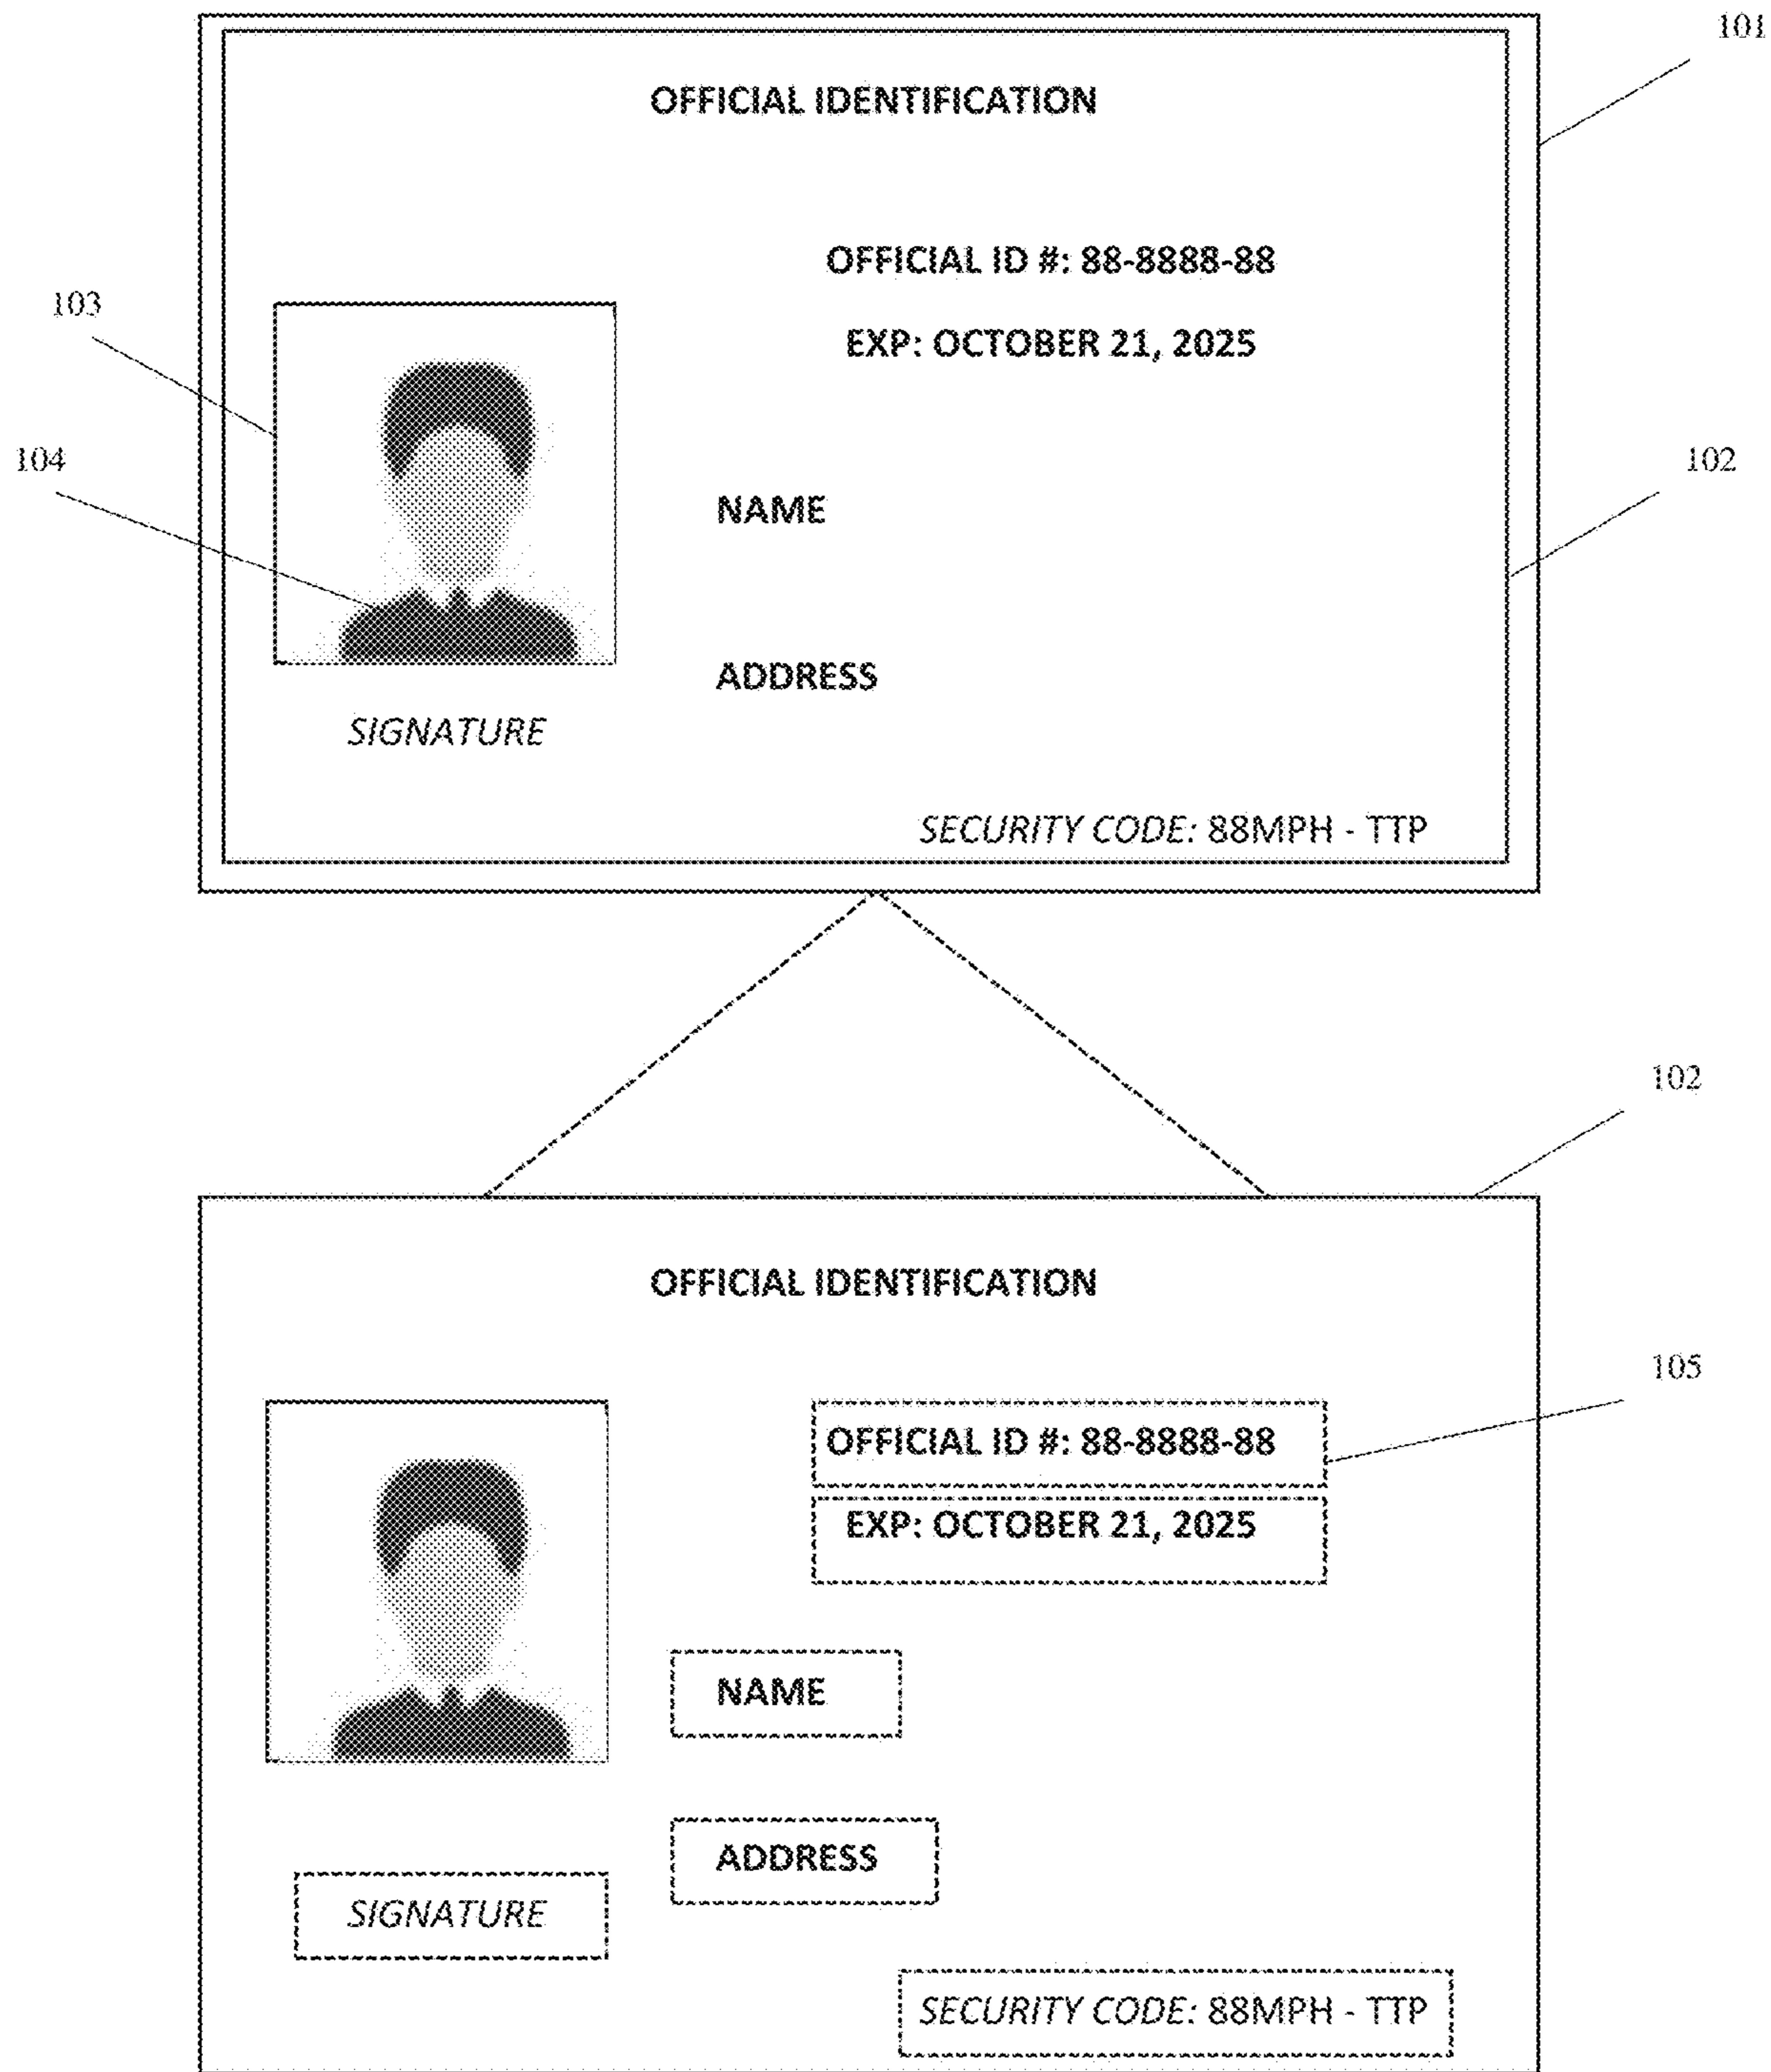 101
OFFICIAL IDENTIFICATION
OFFICIAL ID #: 88-8888-88
103
EXP: OCTOBER 21, 2025
104
102
NAME
ADDRESS
SIGNATURE
SECURITY CODE: 88MPH - TTP
102
OFFICIAL IDENTIFICATION
105
OFFICIAL ID #: 88-8888-88
EXP: OCTOBER 21, 2025
NAME
ADDRESS
SIGNATURE
SECURITY CODE: 88MPH - TTP